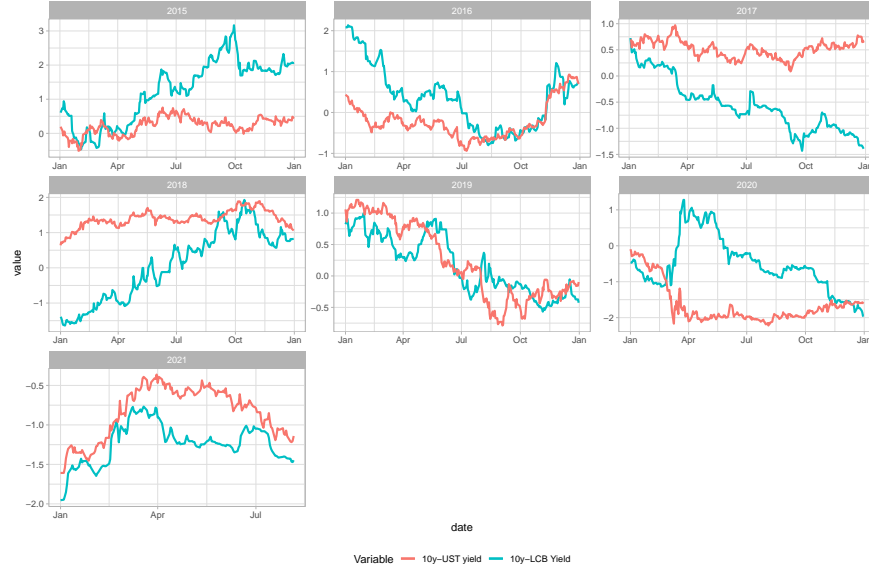 2015 2016 2017
3
2
1
0
Jan Apr Jul Oct Jan
2
1
0
−1
Jan Apr Jul Oct Jan
1.0
0.5
0.0
−0.5
−1.0
−1.5
Jan Apr Jul Oct Jan
2018 2019 2020
2
1
0
−1
Jan Apr Jul Oct Jan
1.0
0.5
0.0
−0.5
Jan Apr Jul Oct Jan
1
0
−1
−2
Jan Apr Jul Oct Jan
2021
−0.5
−1.0
−1.5
−2.0
Jan Apr Jul
value
date
Variable 10y−UST yield 10y−LCB Yield